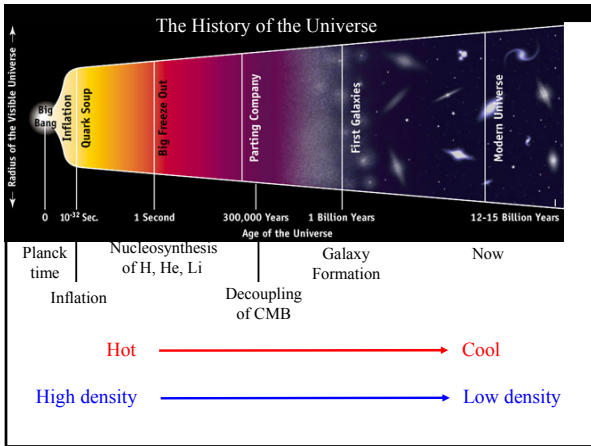 The History of the Universe
Radius of the Visible Universe
Big
Bang
Inflation
Quark Soup
Big Freeze Out
Parting Company
First Galaxies
Modern Universe
0 10-32 Sec. 1 Second 300,000 Years 1 Billion Years 12-15 Billion Years
Age of the Universe
Planck
time
Inflation
Nucleosynthesis
of H, He, Li
Decoupling
of CMB
Galaxy
Formation
Now
Hot Cool
High density Low density